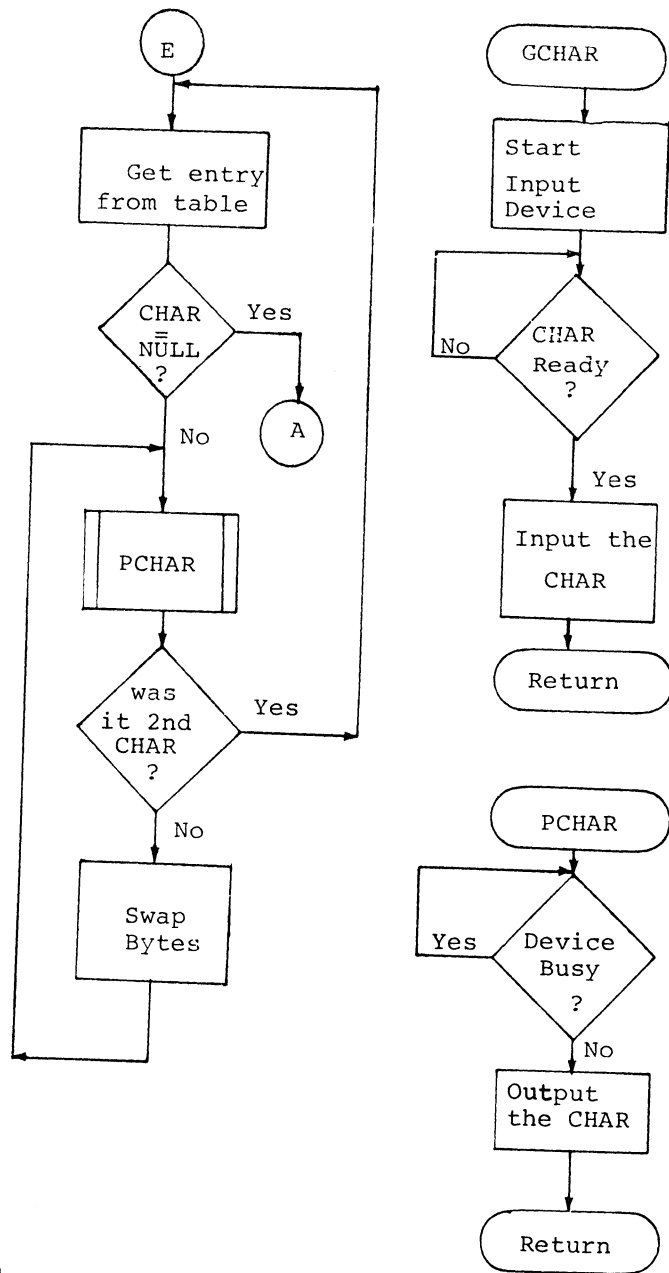 E
Get entry
from table
CHAR
=
NULL
?
Yes
A
No
PCHAR
was
it 2nd
CHAR
?
Yes
No
Swap
Bytes
GCHAR
Start
Input
Device
CHAR
Ready
?
No
Yes
Input the
CHAR
Return
PCHAR
Device
Busy
?
Yes
No
Output
the CHAR
Return